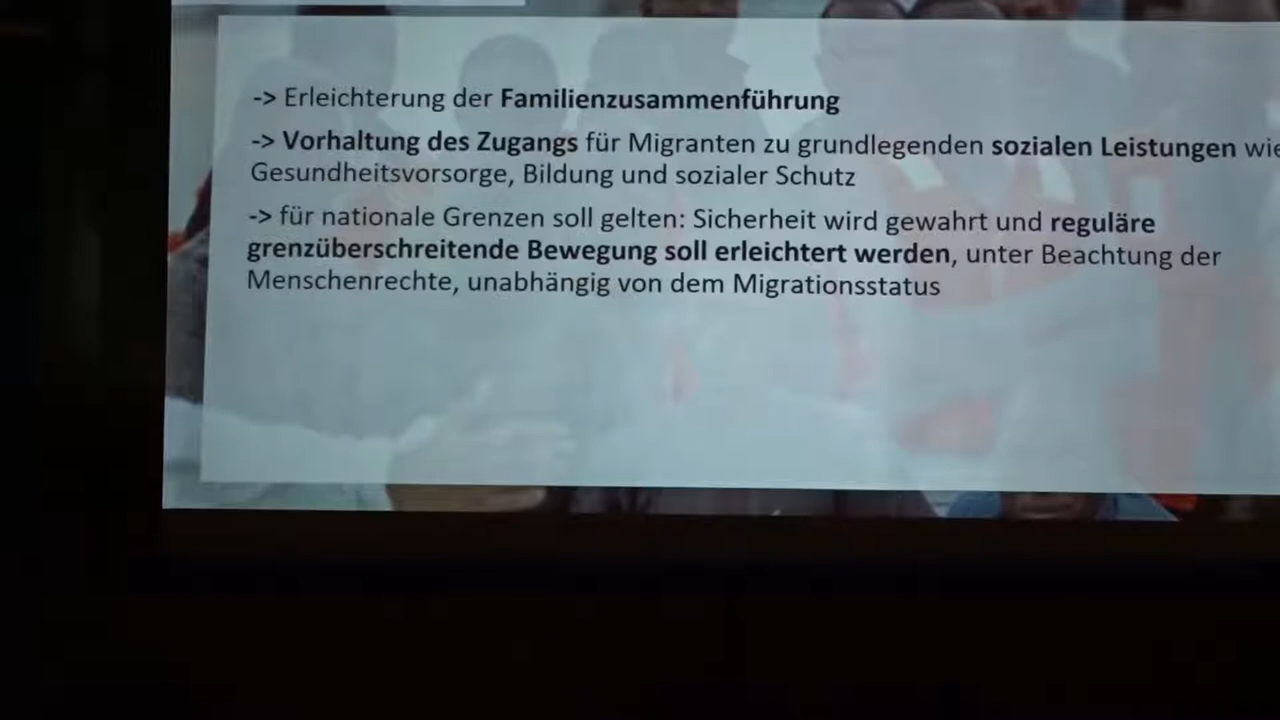 -> Erleichterung der Familienzusammenführung
-> Vorhaltung des Zugangs für Migranten zu grundlegenden sozialen Leistungen wie
Gesundheitsvorsorge, Bildung und sozialer Schutz
-> für nationale Grenzen soll gelten: Sicherheit wird gewahrt und reguläre
grenzüberschreitende Bewegung soll erleichtert werden, unter Beachtung der
Menschenrechte, unabhängig von dem Migrationsstatus